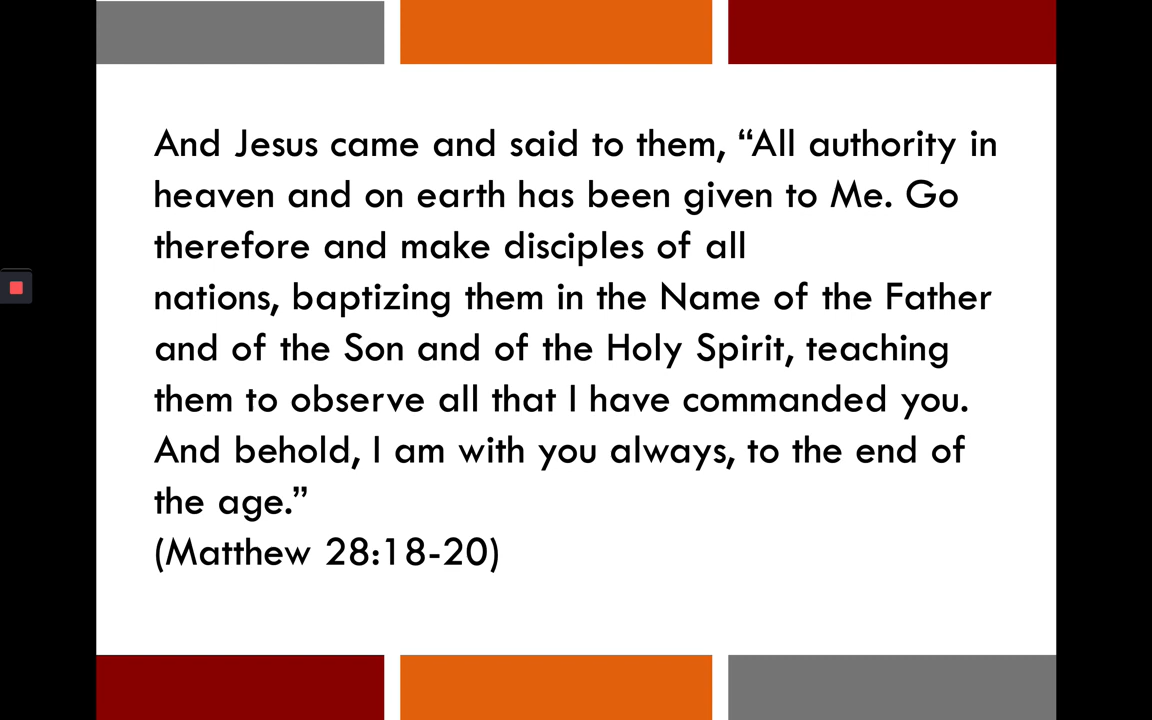 And Jesus came and said to them, “All authority in
heaven and on earth has been given to Me. Go
therefore and make disciples of all
nations, baptizing them in the Name of the Father
and of the Son and of the Holy Spirit, teaching
them to observe all that I have commanded you.
And behold, I am with you always, to the end of
the age.”
(Matthew 28:18-20)